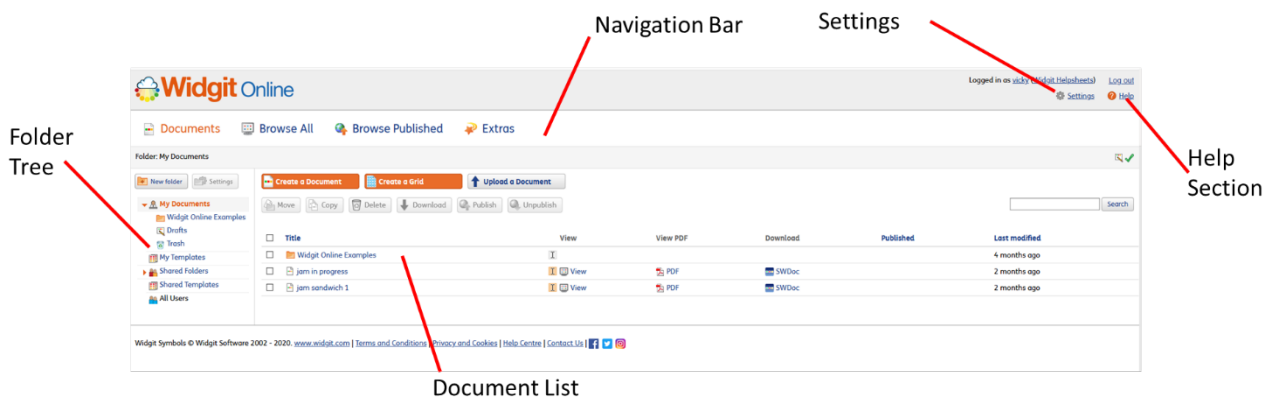 Navigation Bar
Settings
Widgit Online
Logged in as vicky (Widgit Helpsheets) Log out
Settings Help
Documents Browse All Browse Published Extras
Folder Tree
Folder: My Documents
Help Section
New folder Settings Create a Document Create a Grid Upload a Document
My Documents Move Copy Delete Download Publish Unpublish Search
Widgit Online Examples
Drafts Title View View PDF Download Published Last modified
Trash
My Templates Widgit Online Examples 4 months ago
Shared Folders jam in progress View PDF SWDoc 2 months ago
Shared Templates jam sandwich 1 View PDF SWDoc 2 months ago
All Users
Widgit Symbols © Widgit Software 2002 - 2020. www.widgit.com | Terms and Conditions | Privacy and Cookies | Help Centre | Contact Us |
Document List